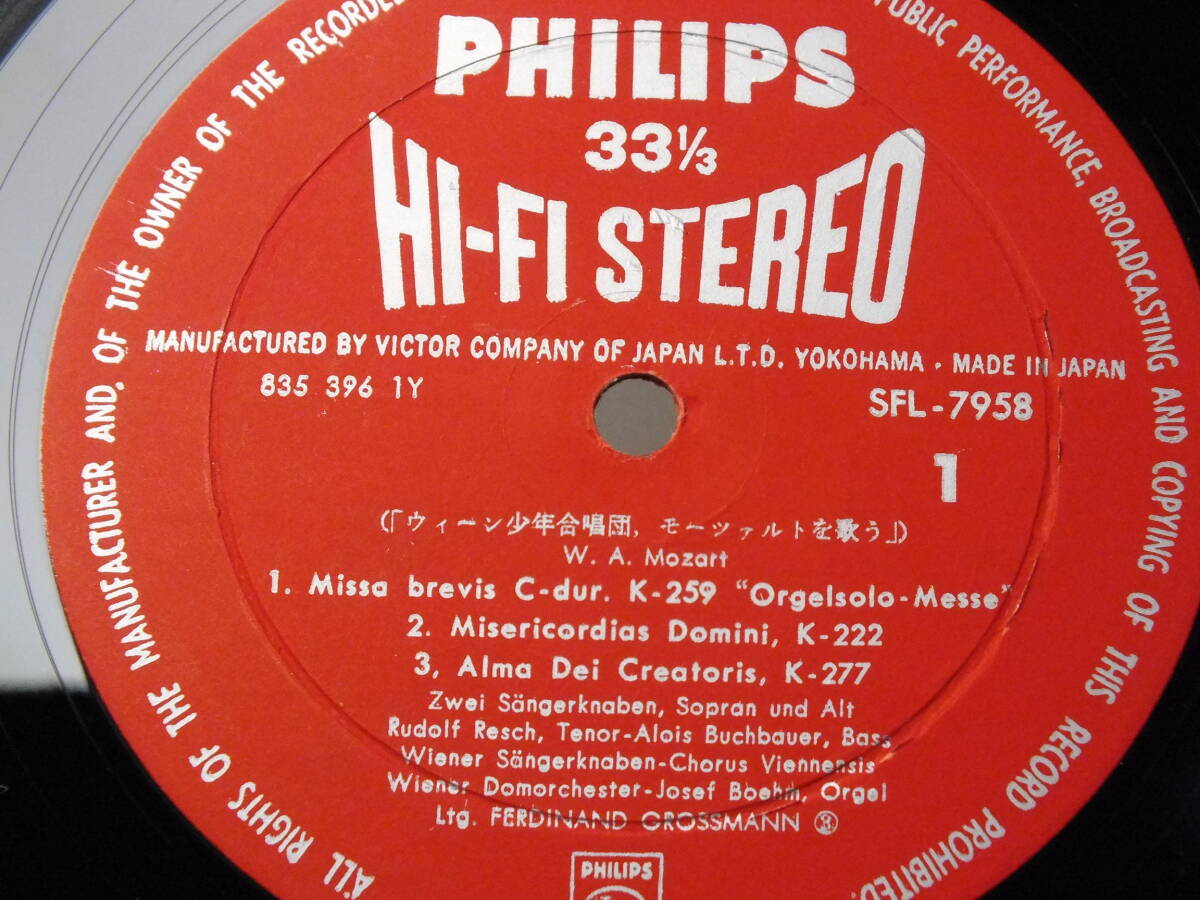 PHILIPS
33⅓
HI-FI STEREO
MANUFACTURED BY VICTOR COMPANY OF JAPAN L.T.D. YOKOHAMA • MADE IN JAPAN
835 396 1Y
SFL-7958
1
(「ウィーン少年合唱団, モーツァルトを歌う」)
W. A. Mozart
1. Missa brevis C-dur. K-259 “Orgelsolo-Messe”
2. Misericordias Domini, K-222
3, Alma Dei Creatoris, K-277
Zwei Sängerknaben, Sopran und Alt
Rudolf Resch, Tenor-Alois Buchbauer, Bass
Wiener Sängerknaben-Chorus Viennensis
Wiener Domorchester-Josef Boehm, Orgel
Ltg. FERDINAND GROSSMANN
PHILIPS
ALL RIGHTS OF THE MANUFACTURER AND, OF THE OWNER OF THE RECORDED
PUBLIC PERFORMANCE, BROADCASTING AND COPYING OF THIS RECORD PROHIBITED.